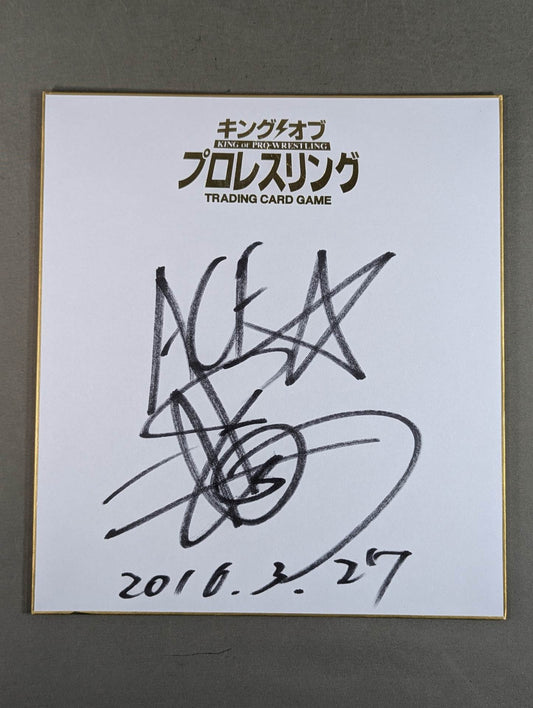 キング オブ
KING OF PRO-WRESTLING
プロレスリング
TRADING CARD GAME
ACE
2016.3.27